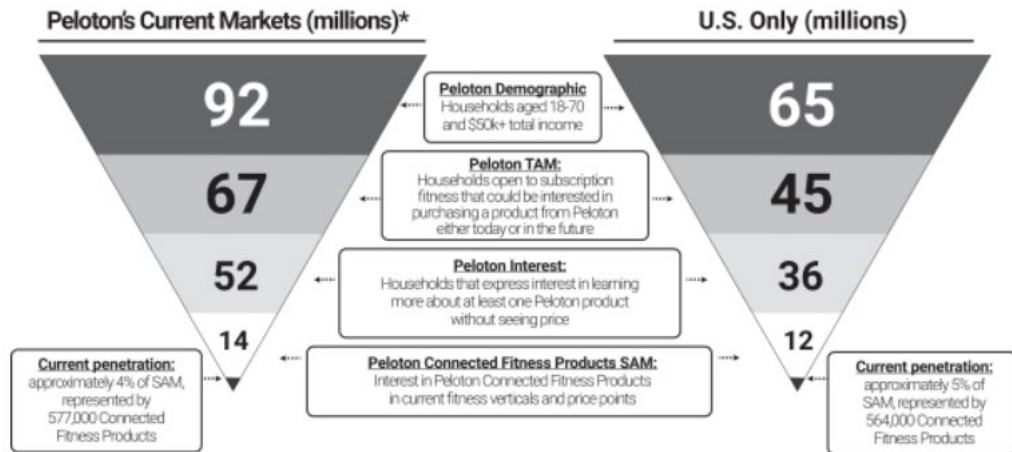 Peloton's Current Markets (millions)*
U.S. Only (millions)
92
Peloton Demographic
Households aged 18-70
and $50k+ total income
65
67
Peloton TAM:
Households open to subscription
fitness that could be interested in
purchasing a product from Peloton
either today or in the future
45
52
Peloton Interest:
Households that express interest in learning
more about at least one Peloton product
without seeing price
36
14
Peloton Connected Fitness Products SAM:
Interest in Peloton Connected Fitness Products
in current fitness verticals and price points
12
Current penetration:
approximately 4% of SAM,
represented by
577,000 Connected
Fitness Products
Current penetration:
approximately 5% of
SAM, represented by
564,000 Connected
Fitness Products